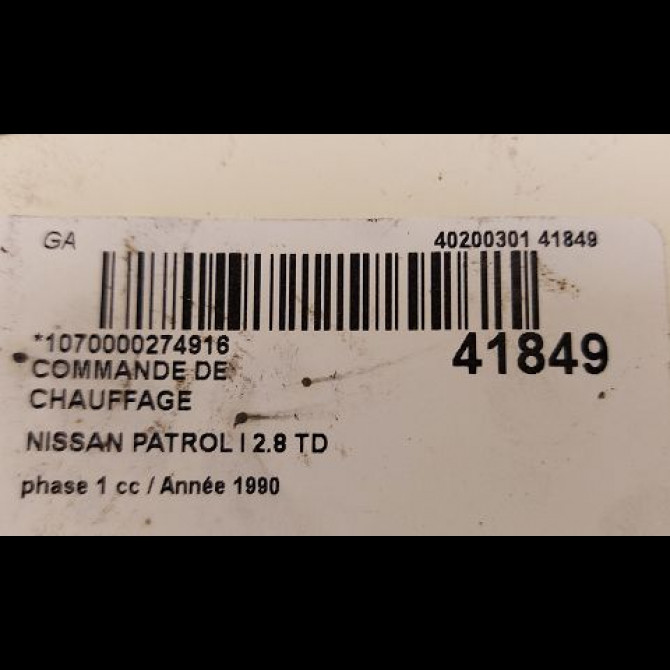 GA
40200301 41849
*1070000274916
41849
COMMANDE DE
CHAUFFAGE
NISSAN PATROL I 2.8 TD
phase 1 cc / Année 1990